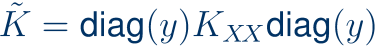 K̃ = diag(y)K_{XX}diag(y)